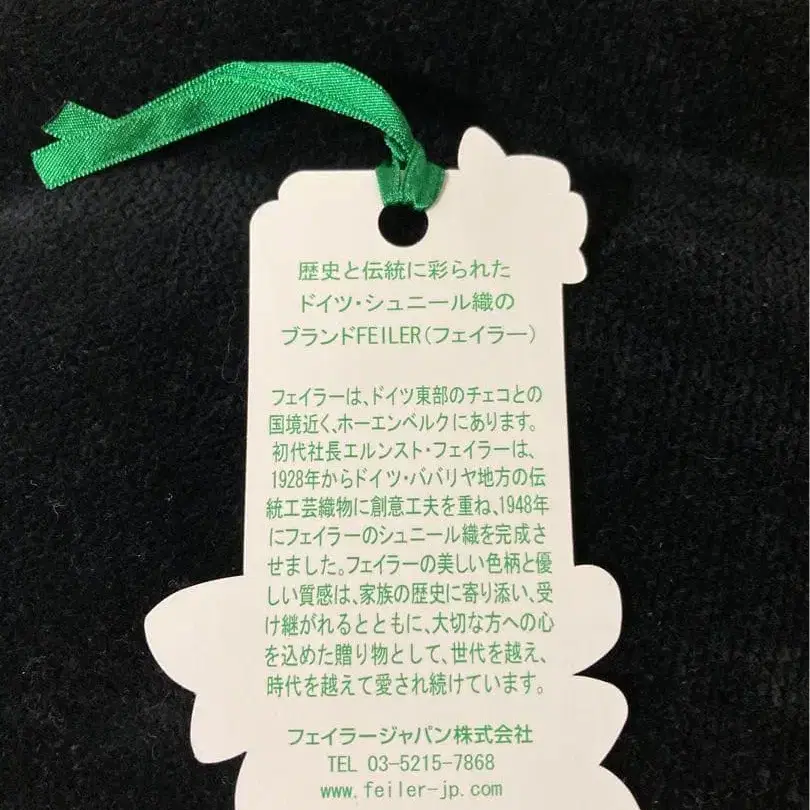 歴史と伝統に彩られた
ドイツ・シュニール織の
ブランドFEILER(フェイラー)
フェイラーは、ドイツ東部のチェコとの
国境近く、ホーエンベルクにあります。
初代社長エルンスト・フェイラーは、
1928年からドイツ・ババリヤ地方の伝
統工芸織物に創意工夫を重ね、1948年
にフェイラーのシュニール織を完成さ
せました。フェイラーの美しい色柄と優
しい質感は、家族の歴史に寄り添い、受
け継がれるとともに、大切な方への心
を込めた贈り物として、世代を越え、
時代を越えて愛され続けています。
フェイラージャパン株式会社
TEL 03-5215-7868
www.feiler-jp.com